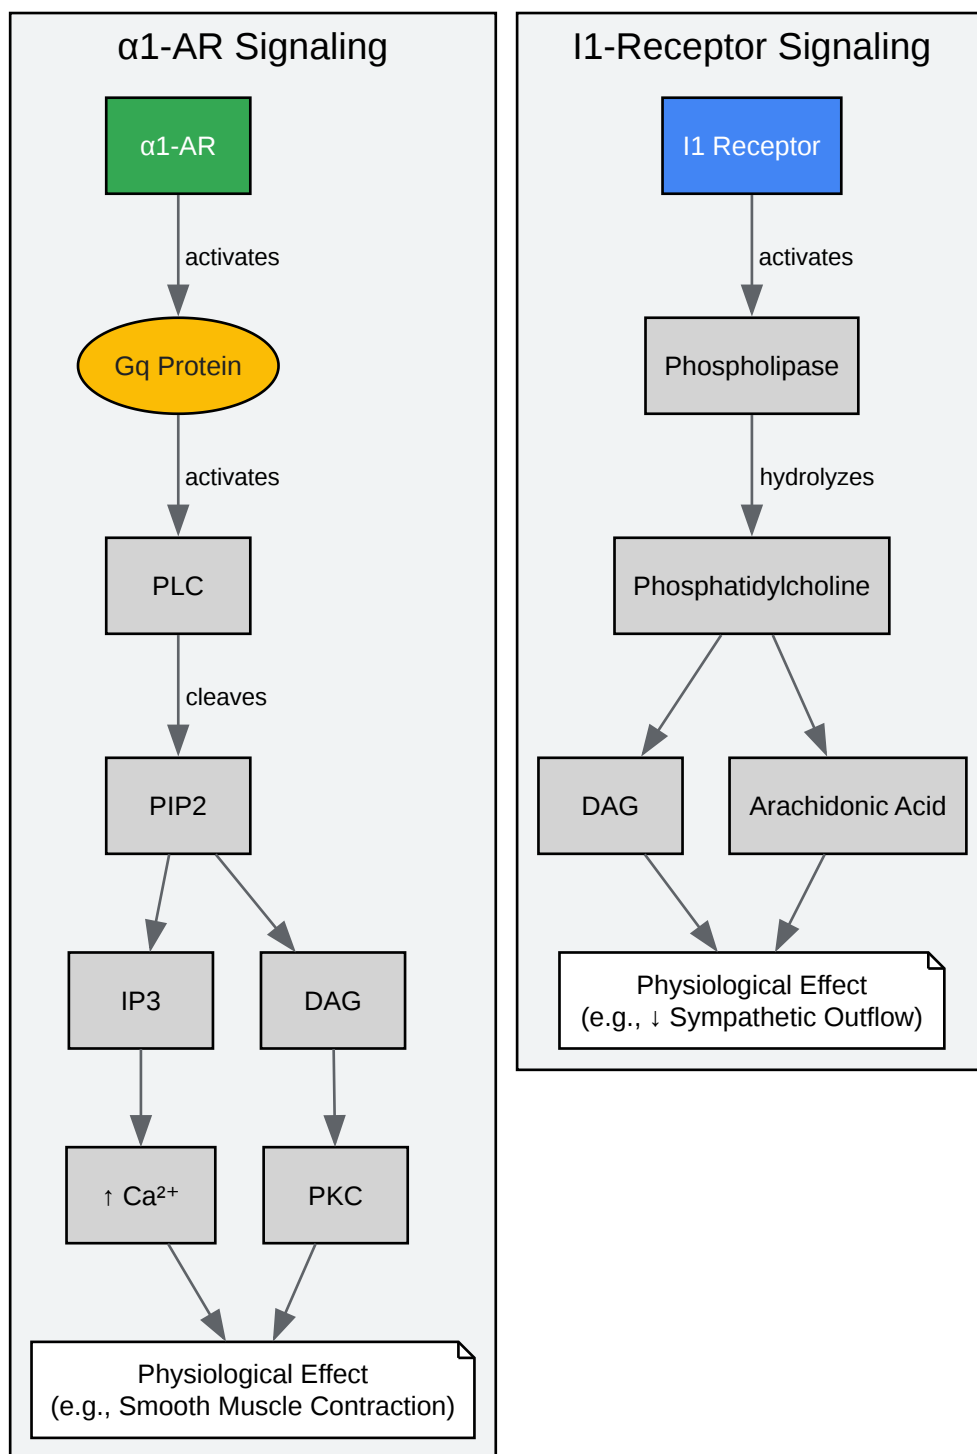 α1-AR Signaling
α1-AR
activates
Gq Protein
activates
PLC
cleaves
PIP2
IP3
DAG
↑ Ca²⁺
PKC
Physiological Effect
(e.g., Smooth Muscle Contraction)
I1-Receptor Signaling
I1 Receptor
activates
Phospholipase
hydrolyzes
Phosphatidylcholine
DAG
Arachidonic Acid
Physiological Effect
(e.g., ↓ Sympathetic Outflow)